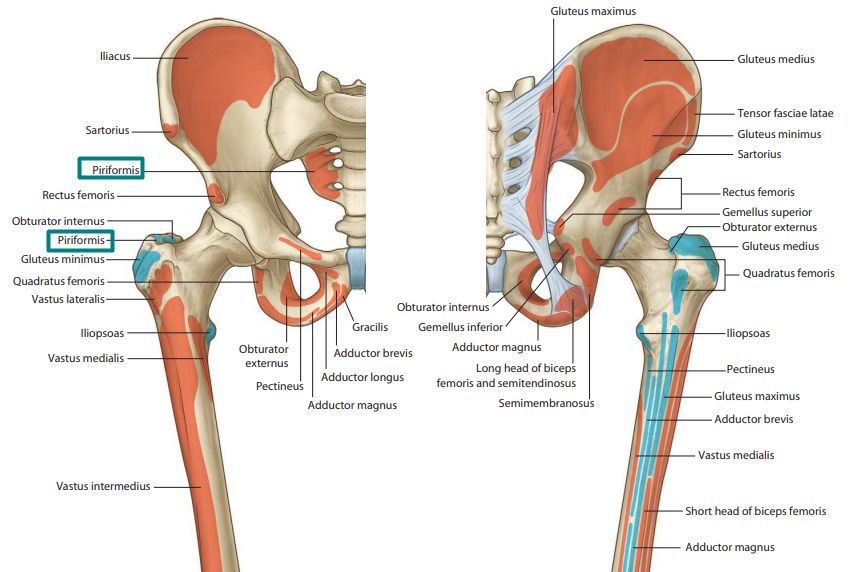 Iliacus
Sartorius
Piriformis
Rectus femoris
Obturator internus
Piriformis
Gluteus minimus
Quadratus femoris
Vastus lateralis
Iliopsoas
Vastus medialis
Vastus intermedius
Obturator
externus
Pectineus
Gracilis
Adductor brevis
Adductor longus
Adductor magnus
Gluteus maximus
Gluteus medius
Tensor fasciae latae
Gluteus minimus
Sartorius
Rectus femoris
Gemellus superior
Obturator externus
Gluteus medius
Quadratus femoris
Obturator internus
Gemellus inferior
Adductor magnus
Long head of biceps
femoris and semitendinosus
Semimembranosus
Iliopsoas
Pectineus
Gluteus maximus
Adductor brevis
Vastus medialis
Short head of biceps femoris
Adductor magnus